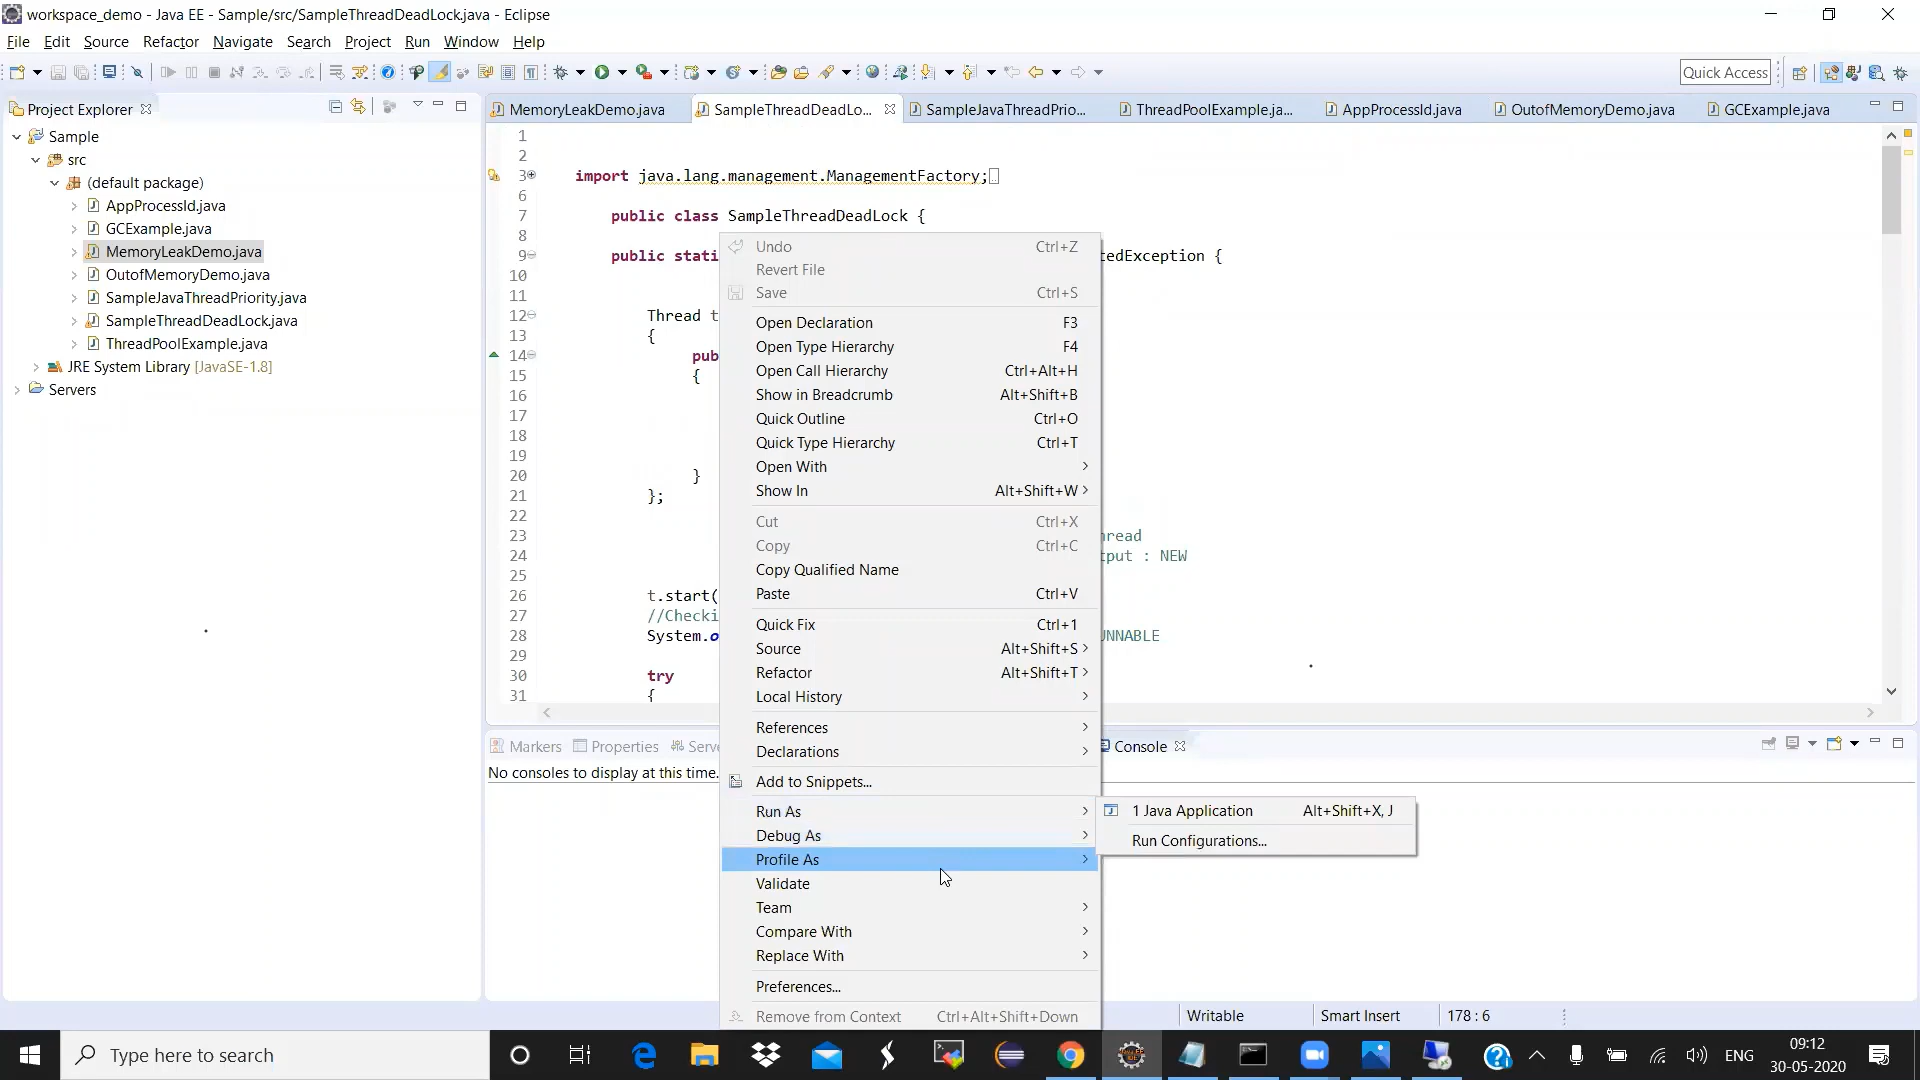 workspace_demo - Java EE - Sample/src/SampleThreadDeadLock.java - Eclipse
File Edit Source Refactor Navigate Search Project Run Window Help
Quick Access
Project Explorer
Sample
src
(default package)
AppProcessId.java
GCExample.java
MemoryLeakDemo.java
OutofMemoryDemo.java
SampleJavaThreadPriority.java
SampleThreadDeadLock.java
ThreadPoolExample.java
JRE System Library [JavaSE-1.8]
Servers
MemoryLeakDemo.java SampleThreadDeadLo... SampleJavaThreadPrio... ThreadPoolExample.ja... AppProcessId.java OutofMemoryDemo.java GCExample.java
1
2
3 import java.lang.management.ManagementFactory;
6
7 public class SampleThreadDeadLock {
8
9 public stati tedException {
10
11
12 Thread t
13 {
14 pub
15 {
16
17
18
19
20 }
21 };
22
23 hread
24 tput : NEW
25
26 t.start(
27 //Checki
28 System.o UNNABLE
29
30 try
31 {
Undo Ctrl+Z
Revert File
Save Ctrl+S
Open Declaration F3
Open Type Hierarchy F4
Open Call Hierarchy Ctrl+Alt+H
Show in Breadcrumb Alt+Shift+B
Quick Outline Ctrl+O
Quick Type Hierarchy Ctrl+T
Open With
Show In Alt+Shift+W
Cut Ctrl+X
Copy Ctrl+C
Copy Qualified Name
Paste Ctrl+V
Quick Fix Ctrl+1
Source Alt+Shift+S
Refactor Alt+Shift+T
Local History
References
Declarations
Add to Snippets...
Run As
Debug As
Profile As
Validate
Team
Compare With
Replace With
Preferences...
Remove from Context Ctrl+Alt+Shift+Down
1 Java Application Alt+Shift+X, J
Run Configurations...
Markers Properties Serve Console
No consoles to display at this time.
Writable Smart Insert 178 : 6
Type here to search
ENG
09:12
30-05-2020